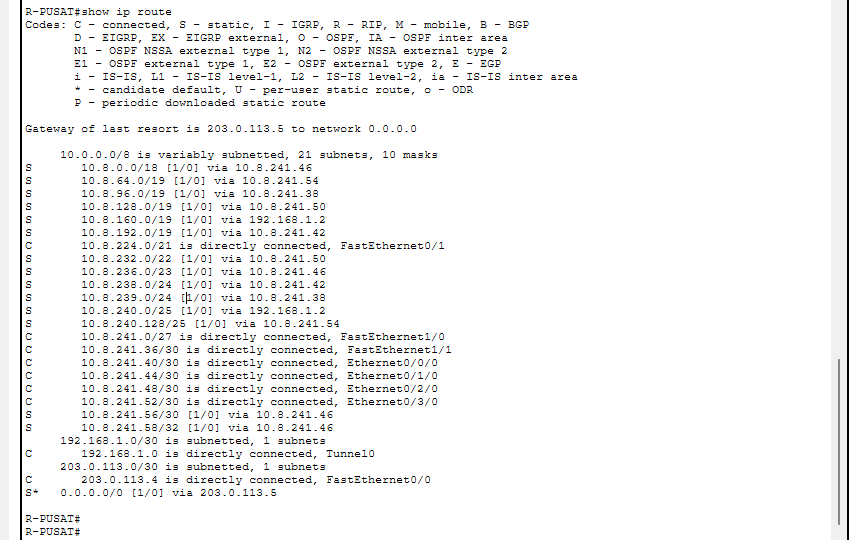 R-PUSAT#show ip route
Codes: C - connected, S - static, I - IGRP, R - RIP, M - mobile, B - BGP
       D - EIGRP, EX - EIGRP external, O - OSPF, IA - OSPF inter area
       N1 - OSPF NSSA external type 1, N2 - OSPF NSSA external type 2
       E1 - OSPF external type 1, E2 - OSPF external type 2, E - EGP
       i - IS-IS, L1 - IS-IS level-1, L2 - IS-IS level-2, ia - IS-IS inter area
       * - candidate default, U - per-user static route, o - ODR
       P - periodic downloaded static route

Gateway of last resort is 203.0.113.5 to network 0.0.0.0

     10.0.0.0/8 is variably subnetted, 21 subnets, 10 masks
S       10.8.0.0/18 [1/0] via 10.8.241.46
S       10.8.64.0/19 [1/0] via 10.8.241.54
S       10.8.96.0/19 [1/0] via 10.8.241.38
S       10.8.128.0/19 [1/0] via 10.8.241.50
S       10.8.160.0/19 [1/0] via 192.168.1.2
S       10.8.192.0/19 [1/0] via 10.8.241.42
C       10.8.224.0/21 is directly connected, FastEthernet0/1
S       10.8.232.0/22 [1/0] via 10.8.241.50
S       10.8.236.0/23 [1/0] via 10.8.241.46
S       10.8.238.0/24 [1/0] via 10.8.241.42
S       10.8.239.0/24 [1/0] via 10.8.241.38
S       10.8.240.0/25 [1/0] via 192.168.1.2
S       10.8.240.128/25 [1/0] via 10.8.241.54
C       10.8.241.0/27 is directly connected, FastEthernet1/0
C       10.8.241.36/30 is directly connected, FastEthernet1/1
C       10.8.241.40/30 is directly connected, Ethernet0/0/0
C       10.8.241.44/30 is directly connected, Ethernet0/1/0
C       10.8.241.48/30 is directly connected, Ethernet0/2/0
C       10.8.241.52/30 is directly connected, Ethernet0/3/0
S       10.8.241.56/30 [1/0] via 10.8.241.46
S       10.8.241.58/32 [1/0] via 10.8.241.46
     192.168.1.0/30 is subnetted, 1 subnets
C       192.168.1.0 is directly connected, Tunnel0
     203.0.113.0/30 is subnetted, 1 subnets
C       203.0.113.4 is directly connected, FastEthernet0/0
S*   0.0.0.0/0 [1/0] via 203.0.113.5

R-PUSAT#
R-PUSAT#